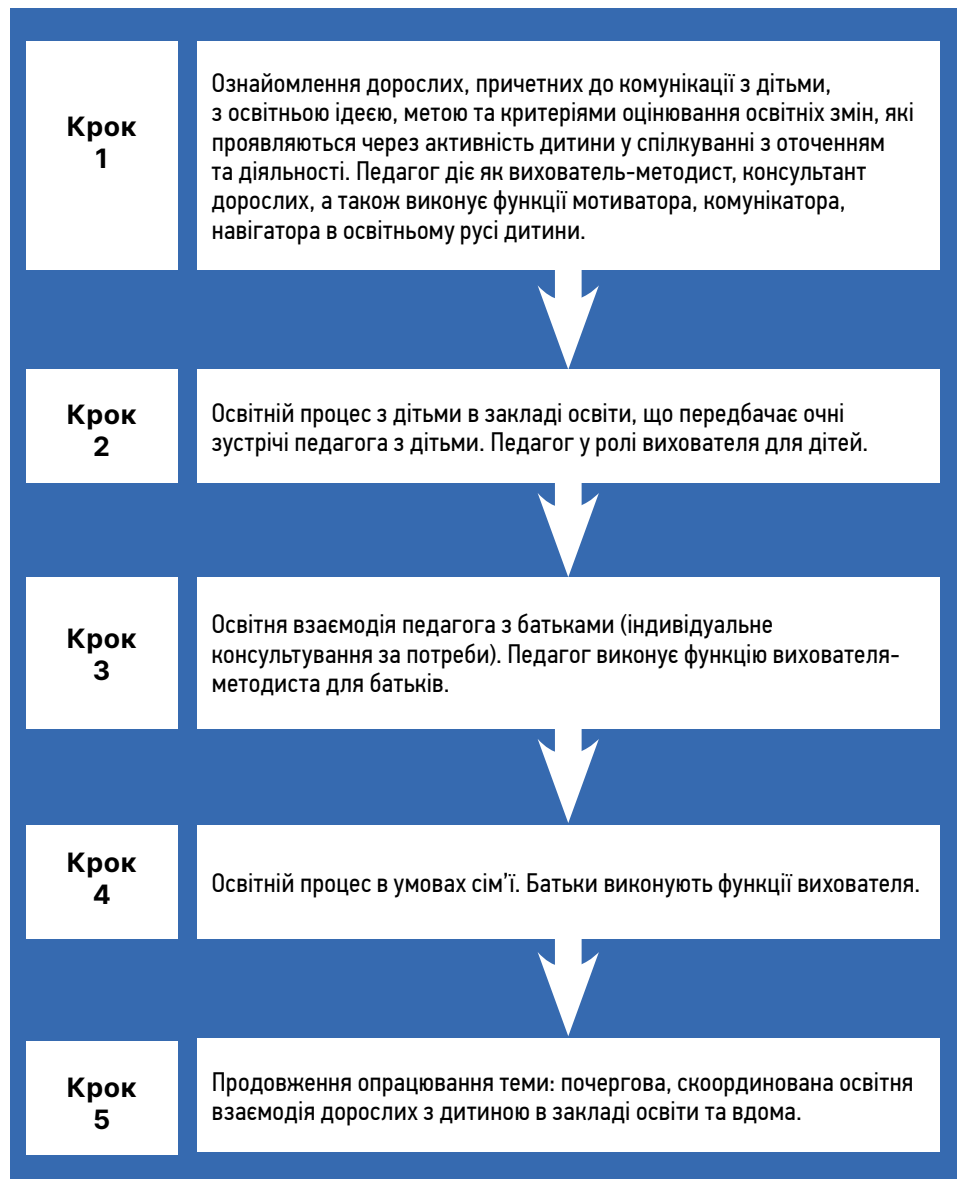 Крок
1
Ознайомлення дорослих, причетних до комунікації з дітьми,
з освітньою ідеєю, метою та критеріями оцінювання освітніх змін, які
проявляються через активність дитини у спілкуванні з оточенням
та діяльності. Педагог діє як вихователь-методист, консультант
дорослих, а також виконує функції мотиватора, комунікатора,
навігатора в освітньому русі дитини.
Крок
2
Освітній процес з дітьми в закладі освіти, що передбачає очні
зустрічі педагога з дітьми. Педагог у ролі вихователя для дітей.
Крок
3
Освітня взаємодія педагога з батьками (індивідуальне
консультування за потреби). Педагог виконує функцію вихователя-
методиста для батьків.
Крок
4
Освітній процес в умовах сім’ї. Батьки виконують функції вихователя.
Крок
5
Продовження опрацювання теми: почергова, скоординована освітня
взаємодія дорослих з дитиною в закладі освіти та вдома.